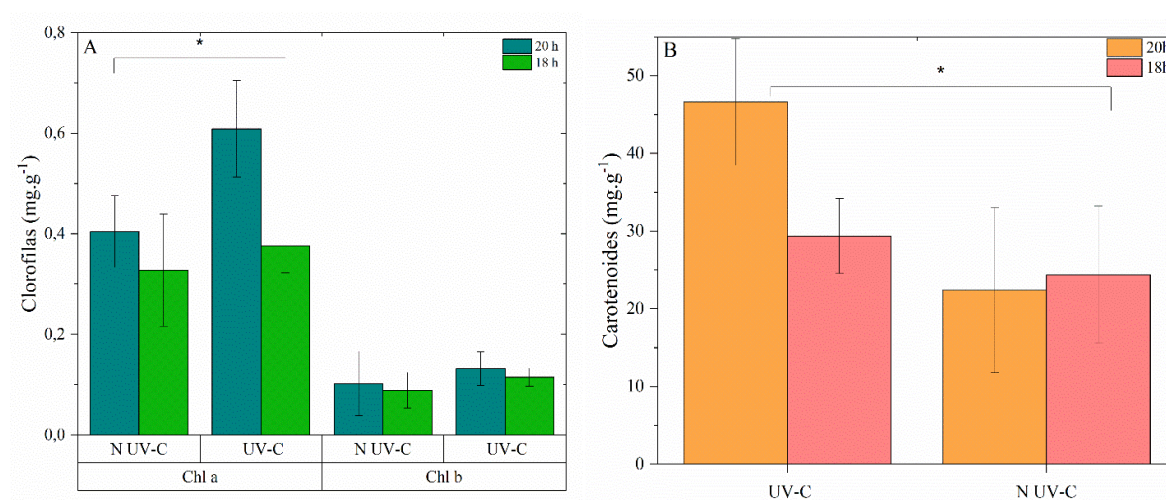 A
*
20 h
18 h
Clorofilas (mg.g⁻¹)
0,8
0,6
0,4
0,2
0,0
N UV-C UV-C N UV-C UV-C
Chl a Chl b
B
*
20h
18h
Carotenoides (mg.g⁻¹)
50
40
30
20
10
0
UV-C N UV-C